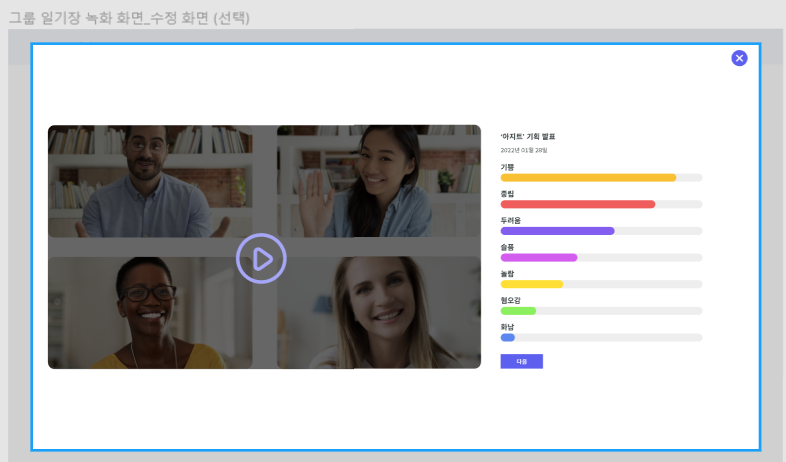 그룹 일기장 녹화 화면_수정 화면 (선택)
'아지트' 기획 발표
2022년 01월 28일
기쁨
중립
두려움
슬픔
놀람
혐오감
화남
다음